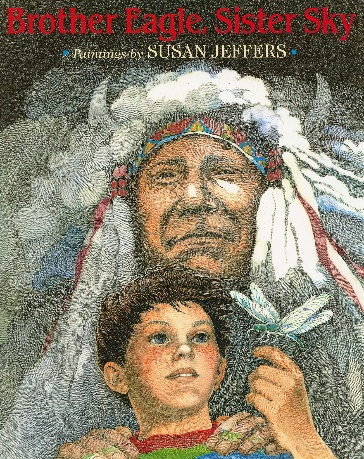 Brother Eagle, Sister Sky
Paintings by SUSAN JEFFERS